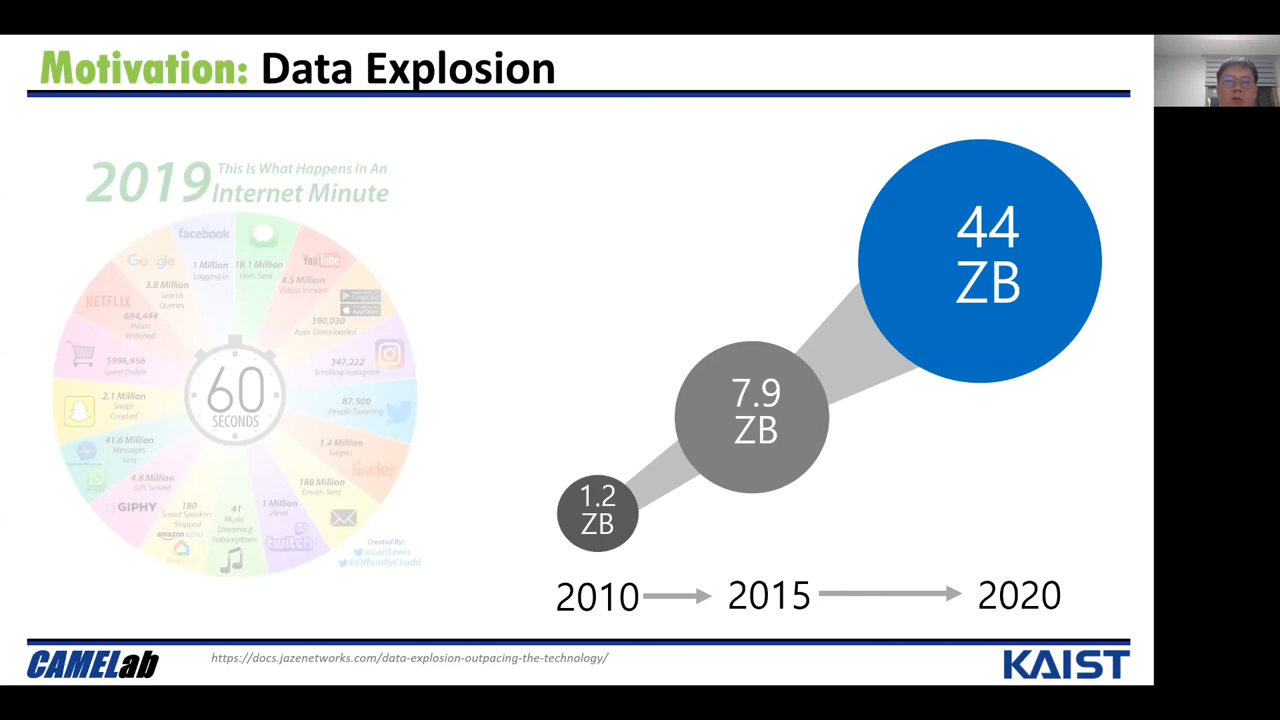 Motivation: Data Explosion
2019
This Is What Happens In An
Internet Minute
facebook
1 Million
Logging In
18.1 Million
Texts Sent
YouTube
4.5 Million
Videos Viewed
Google Play
App Store
390,030
Apps Downloaded
347,222
Scrolling Instagram
87,500
People Tweeting
1.4 Million
Swipes
tinder
188 Million
Emails Sent
1 Million
Views
twitch
41
Music
Streaming
Subscriptions
180
Smart Speakers
Shipped
amazon echo
GIPHY
4.8 Million
Gifs Served
41.6 Million
Messages
Sent
2.1 Million
Snaps
Created
$996,956
Spent Online
NETFLIX
694,444
Hours
Watched
Google
3.8 Million
Search
Queries
60
SECONDS
Created By:
@LoriLewis
@OfficiallyChadd
1.2
ZB
7.9
ZB
44
ZB
2010
2015
2020
CAMELab
https://docs.jazenetworks.com/data-explosion-outpacing-the-technology/
KAIST